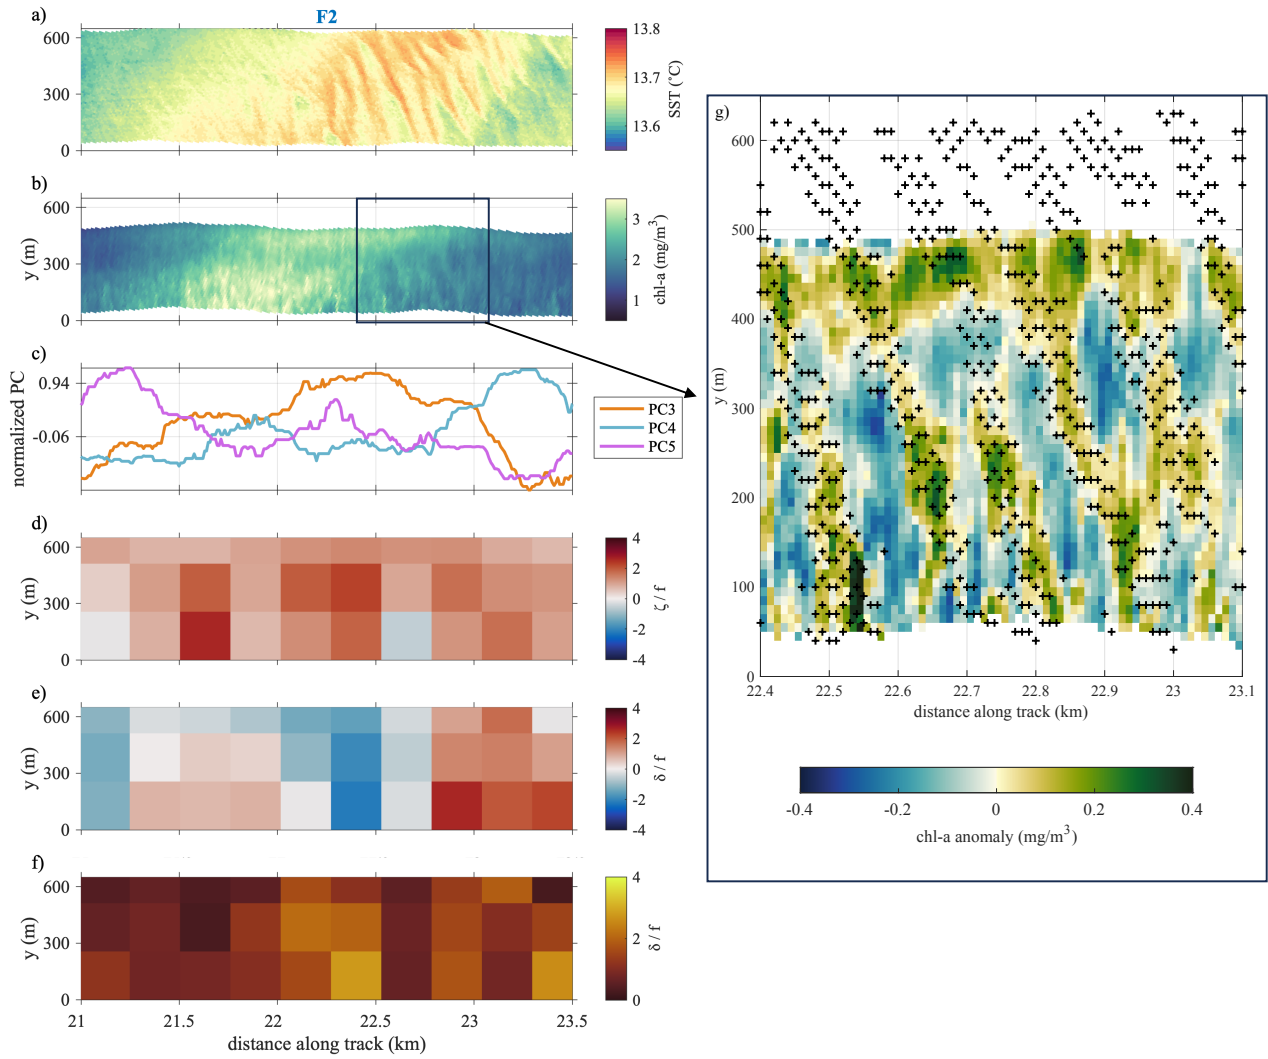 F2
a)
600
300
0
13.8
13.7
13.6
SST (°C)
b)
600
300
0
y (m)
3
2
1
chl-a (mg/m³)
c)
0.94
-0.06
normalized PC
PC3
PC4
PC5
d)
600
300
0
y (m)
4
2
0
-2
-4
ζ / f
e)
600
300
0
y (m)
4
2
0
-2
-4
δ / f
f)
600
300
0
y (m)
4
2
0
δ / f
21
21.5
22
22.5
23
23.5
distance along track (km)
g)
600
500
400
300
200
100
0
y (m)
22.4
22.5
22.6
22.7
22.8
22.9
23
23.1
distance along track (km)
-0.4
-0.2
0
0.2
0.4
chl-a anomaly (mg/m³)